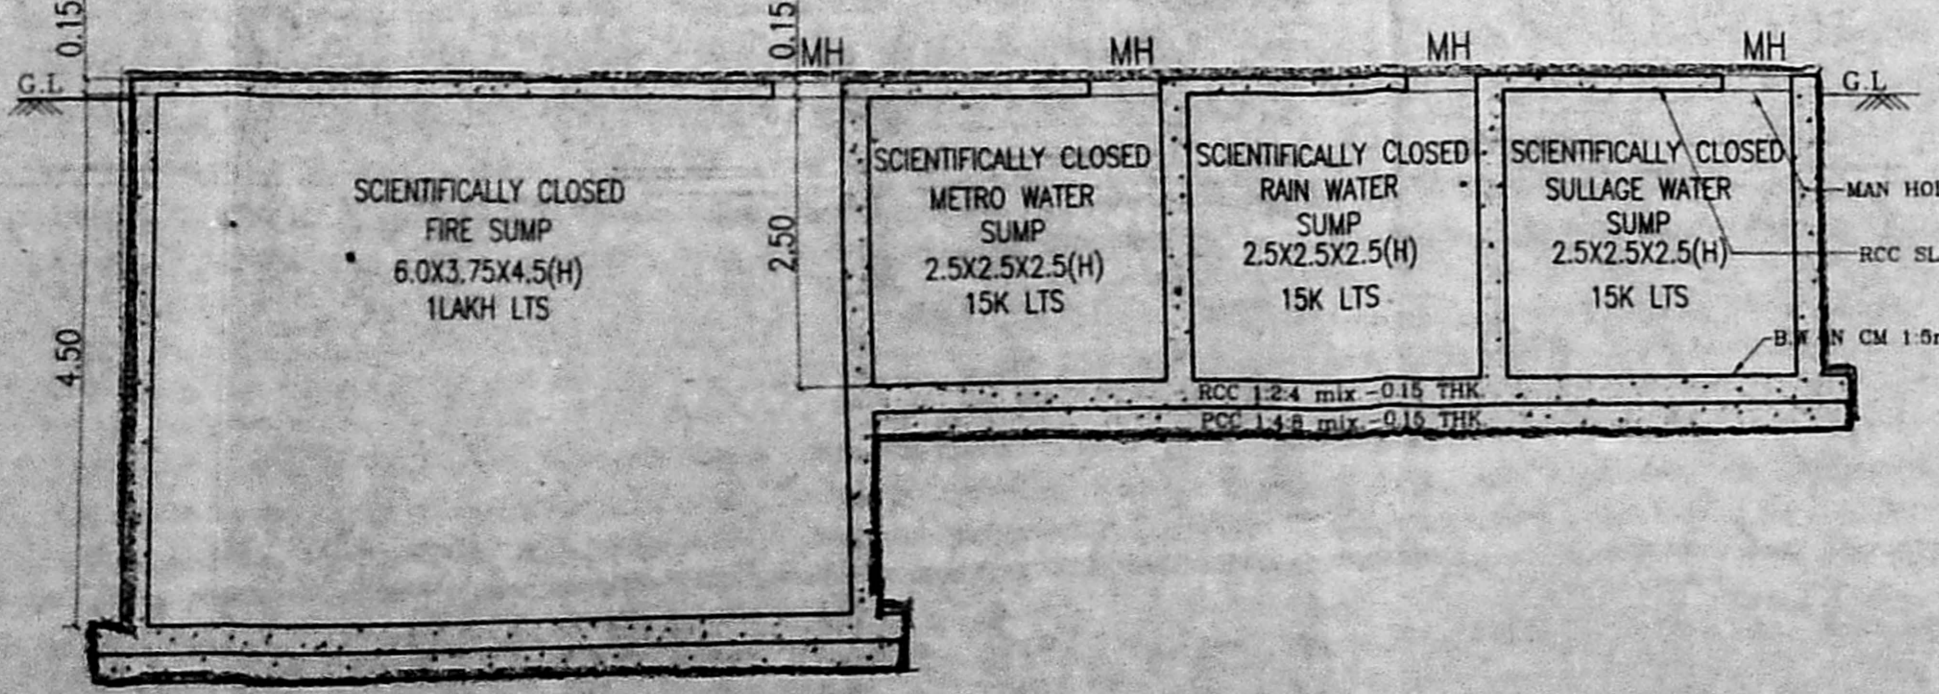 0.15
0.15
MH
MH
MH
MH
G.L
G.L
SCIENTIFICALLY CLOSED
FIRE SUMP
6.0X3.75X4.5(H)
1LAKH LTS
SCIENTIFICALLY CLOSED
METRO WATER
SUMP
2.5X2.5X2.5(H)
15K LTS
SCIENTIFICALLY CLOSED
RAIN WATER
SUMP
2.5X2.5X2.5(H)
15K LTS
SCIENTIFICALLY CLOSED
SULLAGE WATER
SUMP
2.5X2.5X2.5(H)
15K LTS
MAN
RCC
CM
2.50
4.50
RCC 1:2:4 mix -0.15 THK
PCC 1:4:8 mix -0.15 THK